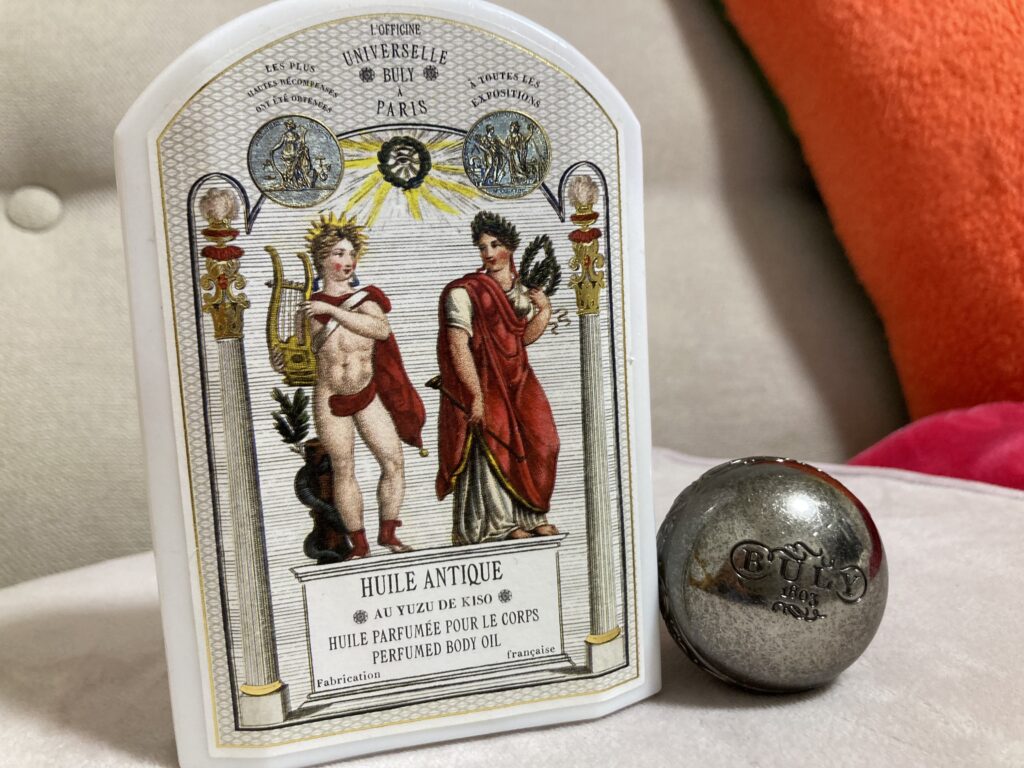 L'OFFICINE
UNIVERSELLE
BULY
À
PARIS
LES PLUS
HAUTES RÉCOMPENSES
ONT ÉTÉ OBTENUES
À TOUTES LES
EXPOSITIONS
HUILE ANTIQUE
AU YUZU DE KISO
HUILE PARFUMÉE POUR LE CORPS
PERFUMED BODY OIL
Fabrication française
BULY
1803